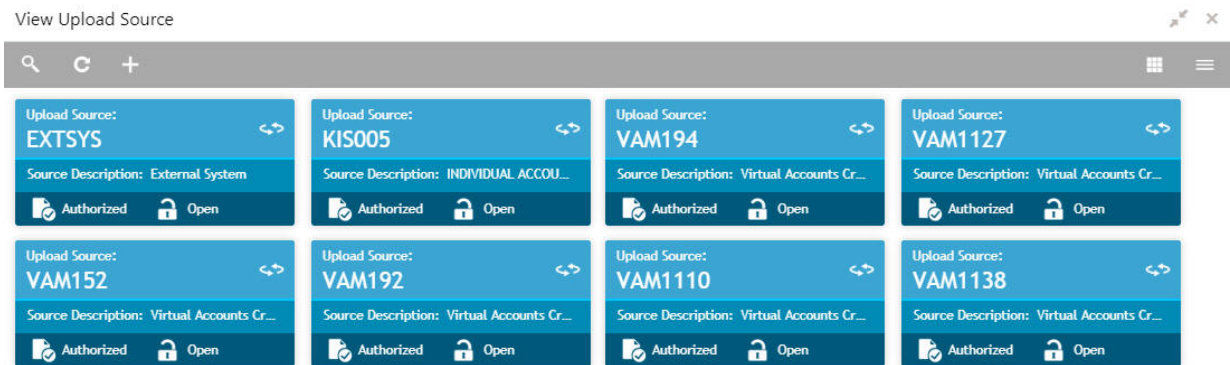 View Upload Source
Upload Source:
EXTSYS
Source Description: External System
Authorized Open
Upload Source:
KIS005
Source Description: INDIVIDUAL ACCOU...
Authorized Open
Upload Source:
VAM194
Source Description: Virtual Accounts Cr...
Authorized Open
Upload Source:
VAM1127
Source Description: Virtual Accounts Cr...
Authorized Open
Upload Source:
VAM152
Source Description: Virtual Accounts Cr...
Authorized Open
Upload Source:
VAM192
Source Description: Virtual Accounts Cr...
Authorized Open
Upload Source:
VAM1110
Source Description: Virtual Accounts Cr...
Authorized Open
Upload Source:
VAM1138
Source Description: Virtual Accounts Cr...
Authorized Open